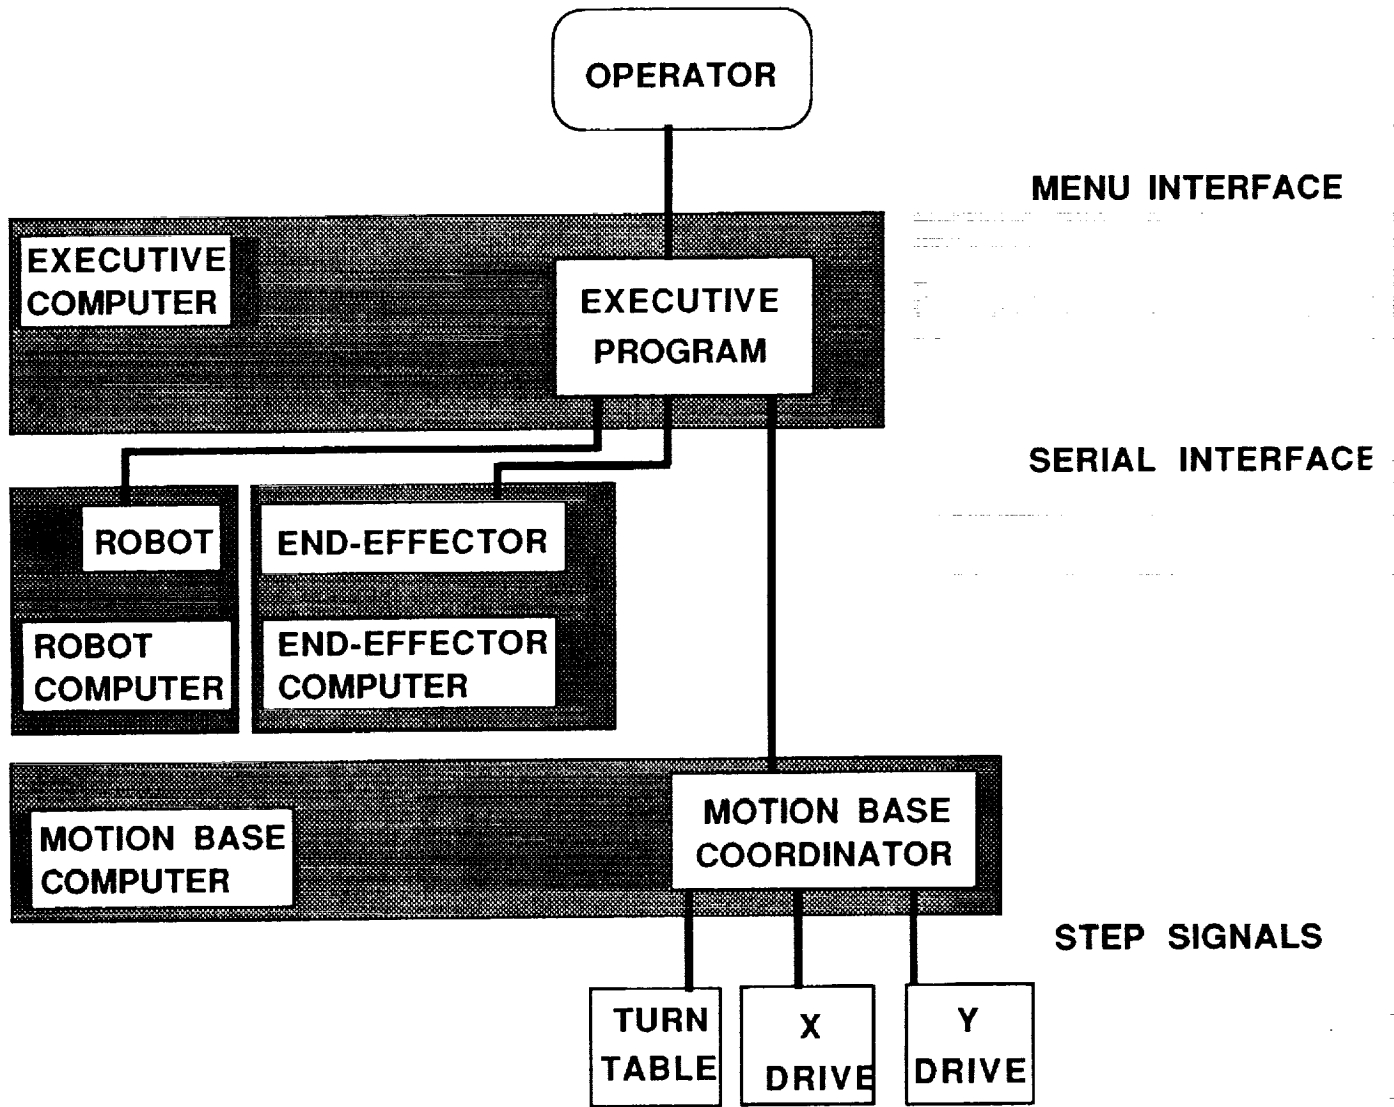 OPERATOR
MENU INTERFACE
EXECUTIVE
COMPUTER
EXECUTIVE
PROGRAM
SERIAL INTERFACE
ROBOT
END-EFFECTOR
ROBOT
COMPUTER
END-EFFECTOR
COMPUTER
MOTION BASE
COMPUTER
MOTION BASE
COORDINATOR
STEP SIGNALS
TURN
TABLE
X
DRIVE
Y
DRIVE